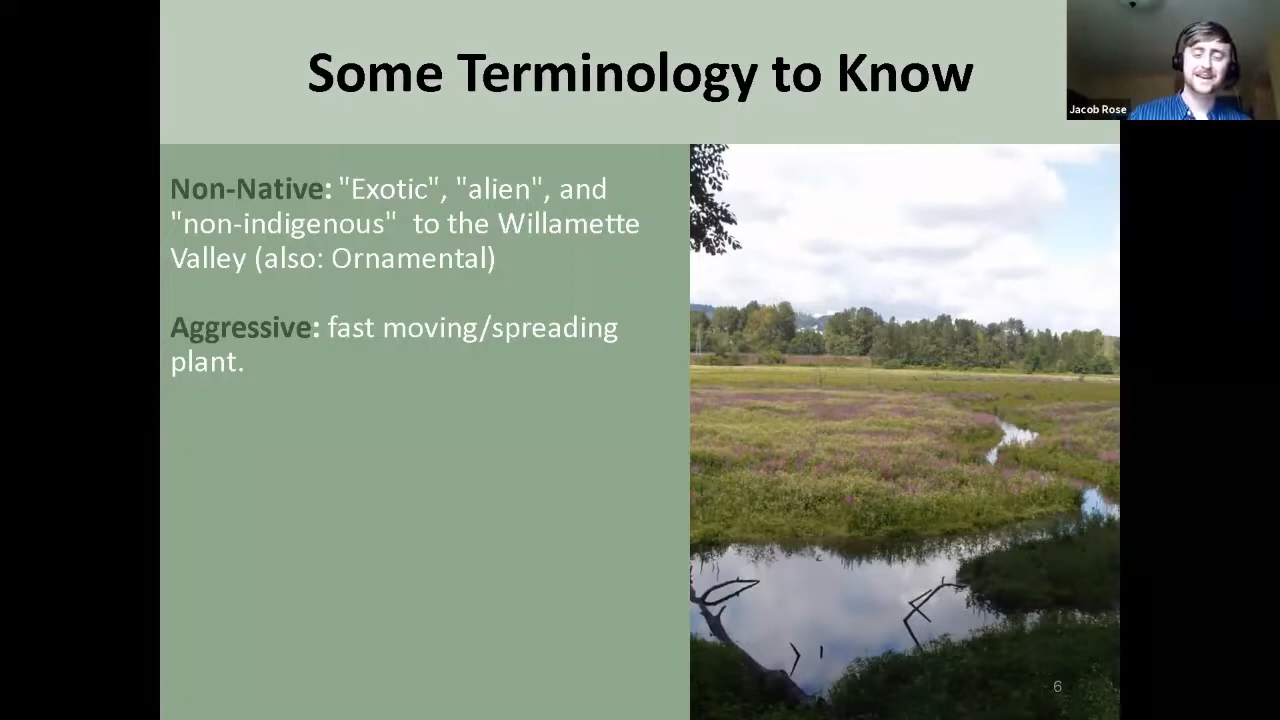 Some Terminology to Know
Jacob Rose
Non-Native: "Exotic", "alien", and
"non-indigenous"  to the Willamette
Valley (also: Ornamental)
Aggressive: fast moving/spreading
plant.
6